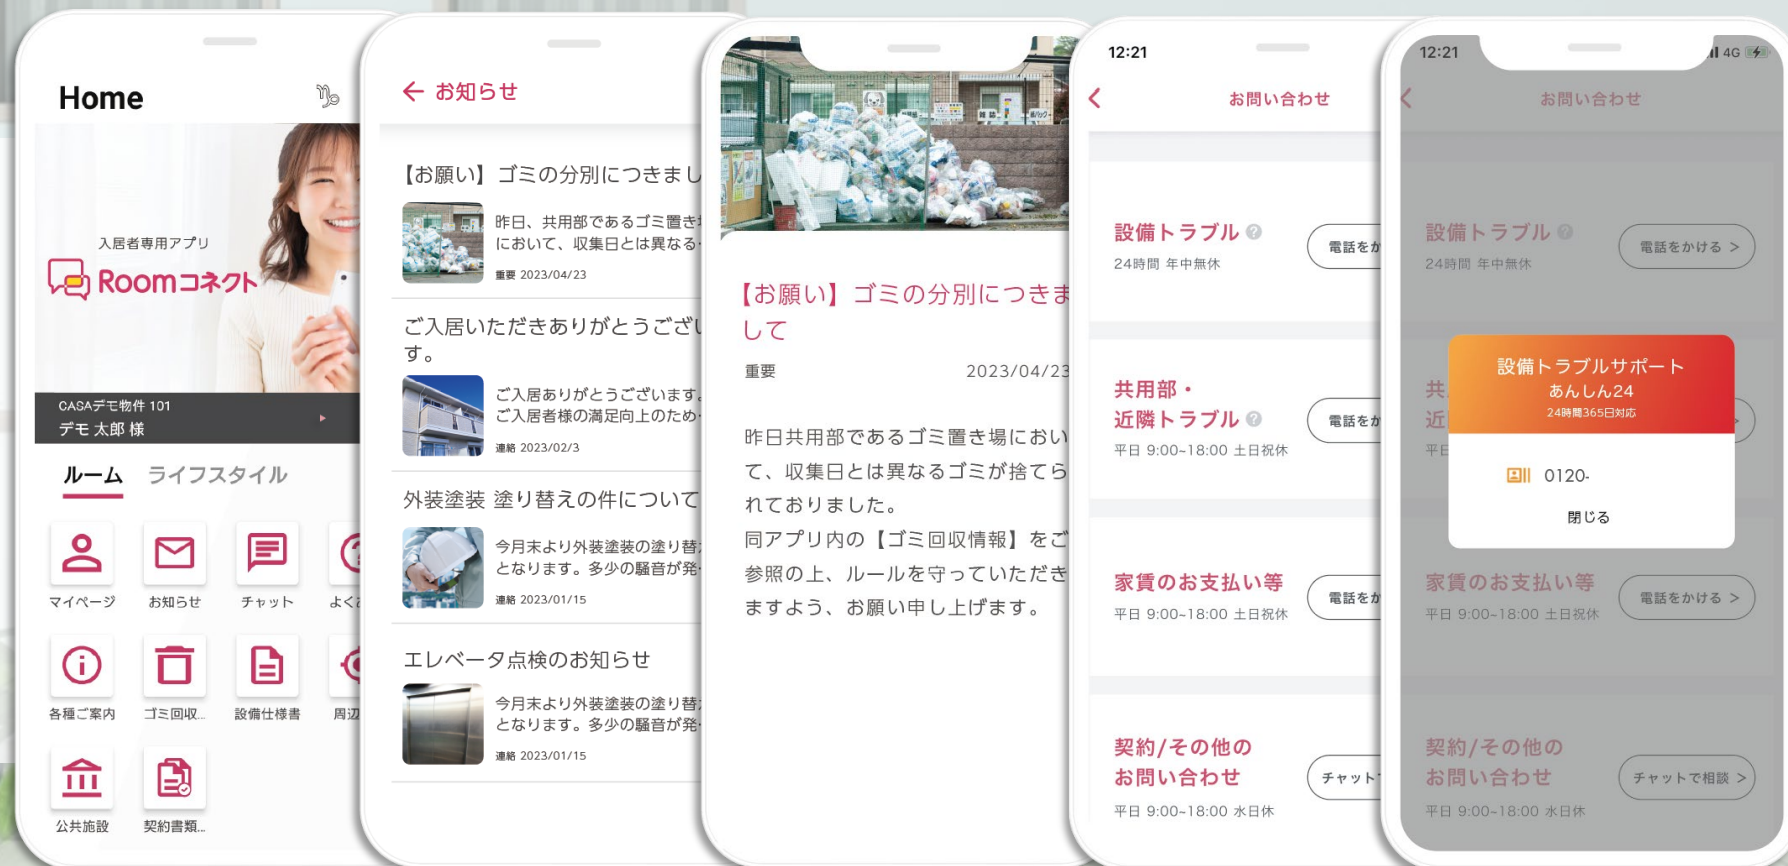 Home
入居者専用アプリ
Roomコネクト
CASAデモ物件 101
デモ 太郎 様
ルーム ライフスタイル
マイページ お知らせ チャット よく
各種ご案内 ゴミ回収... 設備仕様書 周辺
公共施設 契約書類...
← お知らせ
【お願い】ゴミの分別につきまし
昨日、共用部であるゴミ置き
において、収集日とは異なる
重要 2023/04/23
ご入居いただきありがとうござい
す。
ご入居ありがとうございます。
ご入居者様の満足向上のため
連絡 2023/02/3
外装塗装 塗り替えの件について
今月末より外装塗装の塗り替
となります。多少の騒音が発
連絡 2023/01/15
エレベータ点検のお知らせ
今月末より外装塗装の塗り替
となります。多少の騒音が発
連絡 2023/01/15
【お願い】ゴミの分別につきま
して
重要 2023/04/23
昨日共用部であるゴミ置き場におい
て、収集日とは異なるゴミが捨てら
れておりました。
同アプリ内の【ゴミ回収情報】をご
参照の上、ルールを守っていただき
ますよう、お願い申し上げます。
12:21
お問い合わせ
設備トラブル ?
24時間 年中無休
電話をか
共用部・
近隣トラブル ?
平日 9:00~18:00 土日祝休
電話をか
家賃のお支払い等
平日 9:00~18:00 土日祝休
電話をか
契約/その他の
お問い合わせ
平日 9:00~18:00 水日休
チャット
12:21 4G
お問い合わせ
設備トラブル ?
24時間 年中無休
電話をかける >
設備トラブルサポート
あんしん24
24時間365日対応
0120-
閉じる
共
近
平日
>
家賃のお支払い等
平日 9:00~18:00 土日祝休
電話をかける >
契約/その他の
お問い合わせ
平日 9:00~18:00 水日休
チャットで相談 >